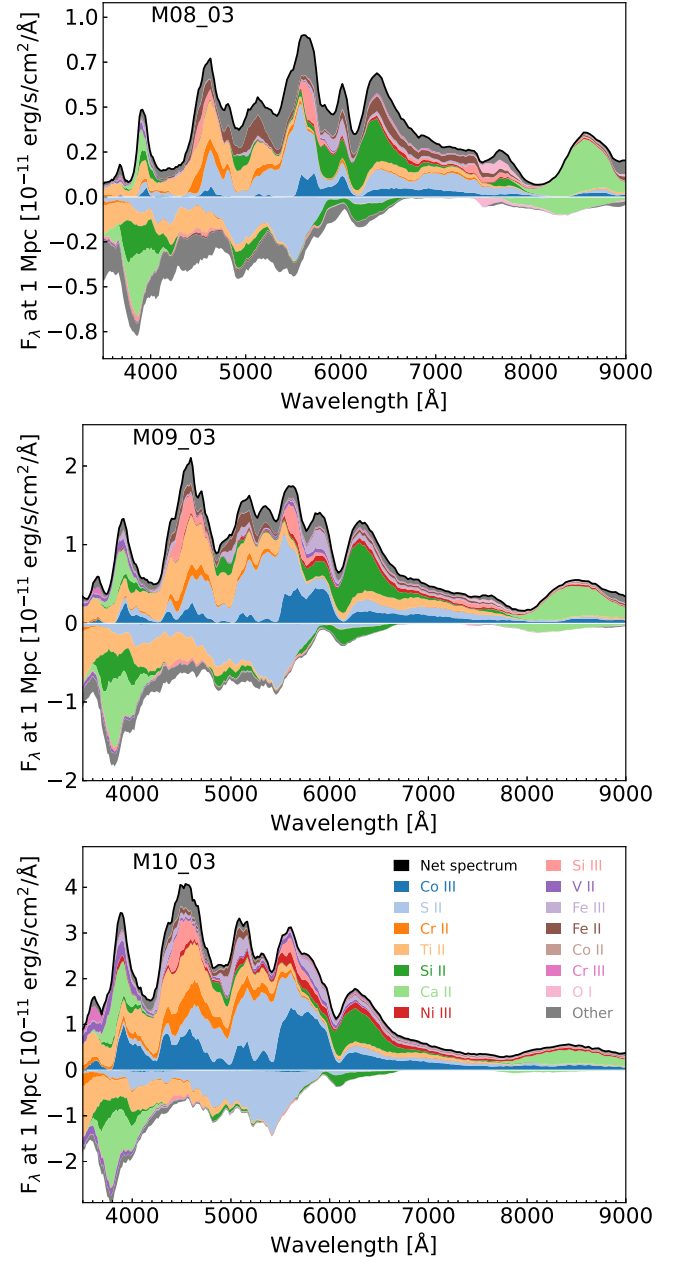 M08_03
1.0
0.7
0.5
0.2
0.0
−0.2
−0.5
−0.8
F_λ at 1 Mpc [10⁻¹¹ erg/s/cm²/Å]
4000 5000 6000 7000 8000 9000
Wavelength [Å]
M09_03
2
1
0
−1
−2
F_λ at 1 Mpc [10⁻¹¹ erg/s/cm²/Å]
4000 5000 6000 7000 8000 9000
Wavelength [Å]
M10_03
4
3
2
1
0
−1
−2
F_λ at 1 Mpc [10⁻¹¹ erg/s/cm²/Å]
Net spectrum
Co III
S II
Cr II
Ti II
Si II
Ca II
Ni III
Si III
V II
Fe III
Fe II
Co II
Cr III
O I
Other
4000 5000 6000 7000 8000 9000
Wavelength [Å]